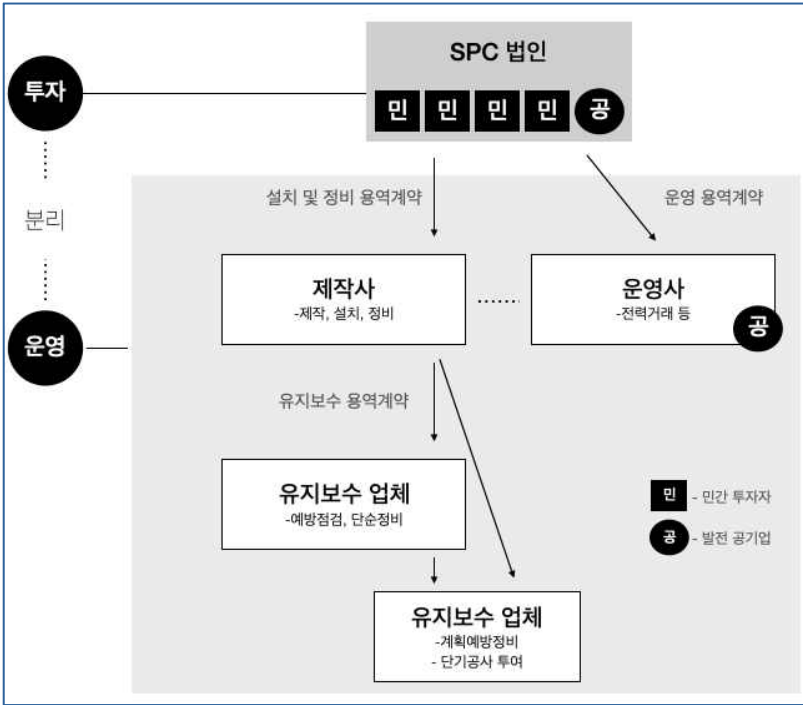 SPC 법인
투자
민 민 민 민 공
설치 및 정비 용역계약
운영 용역계약
분리
제작사
-제작, 설치, 정비
운영사
-전력거래 등
공
운영
유지보수 용역계약
유지보수 업체
-예방점검, 단순정비
민 - 민간 투자자
공 - 발전 공기업
유지보수 업체
-계획예방정비
- 단기공사 투여